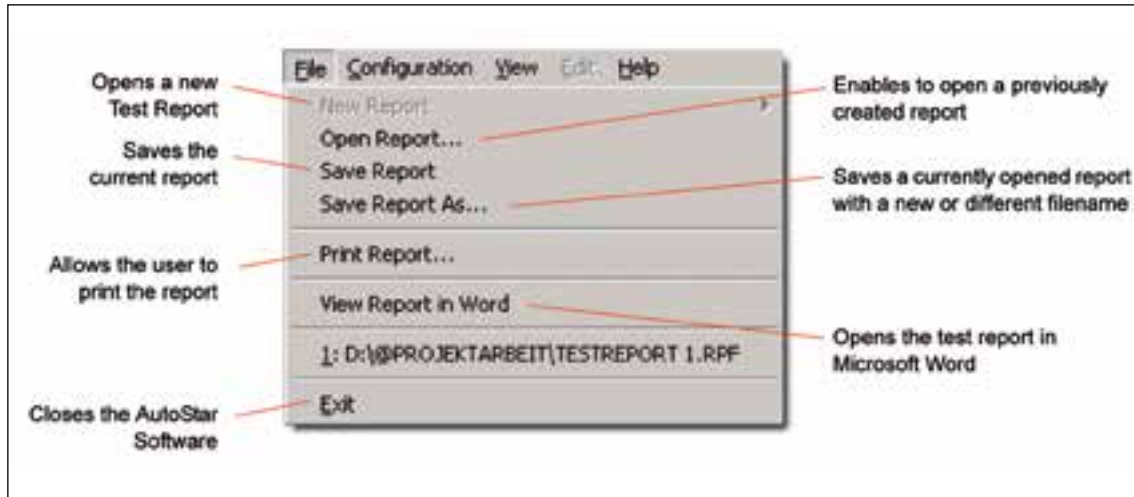 File Configuration View Edit Help
New Report
Open Report...
Save Report
Save Report As...
Print Report...
View Report in Word
1: D:\@PROJEKTARBEIT\TESTREPORT 1.RPF
Exit
Opens a new
Test Report
Saves the
current report
Allows the user to
print the report
Closes the AutoStar
Software
Enables to open a previously
created report
Saves a currently opened report
with a new or different filename
Opens the test report in
Microsoft Word